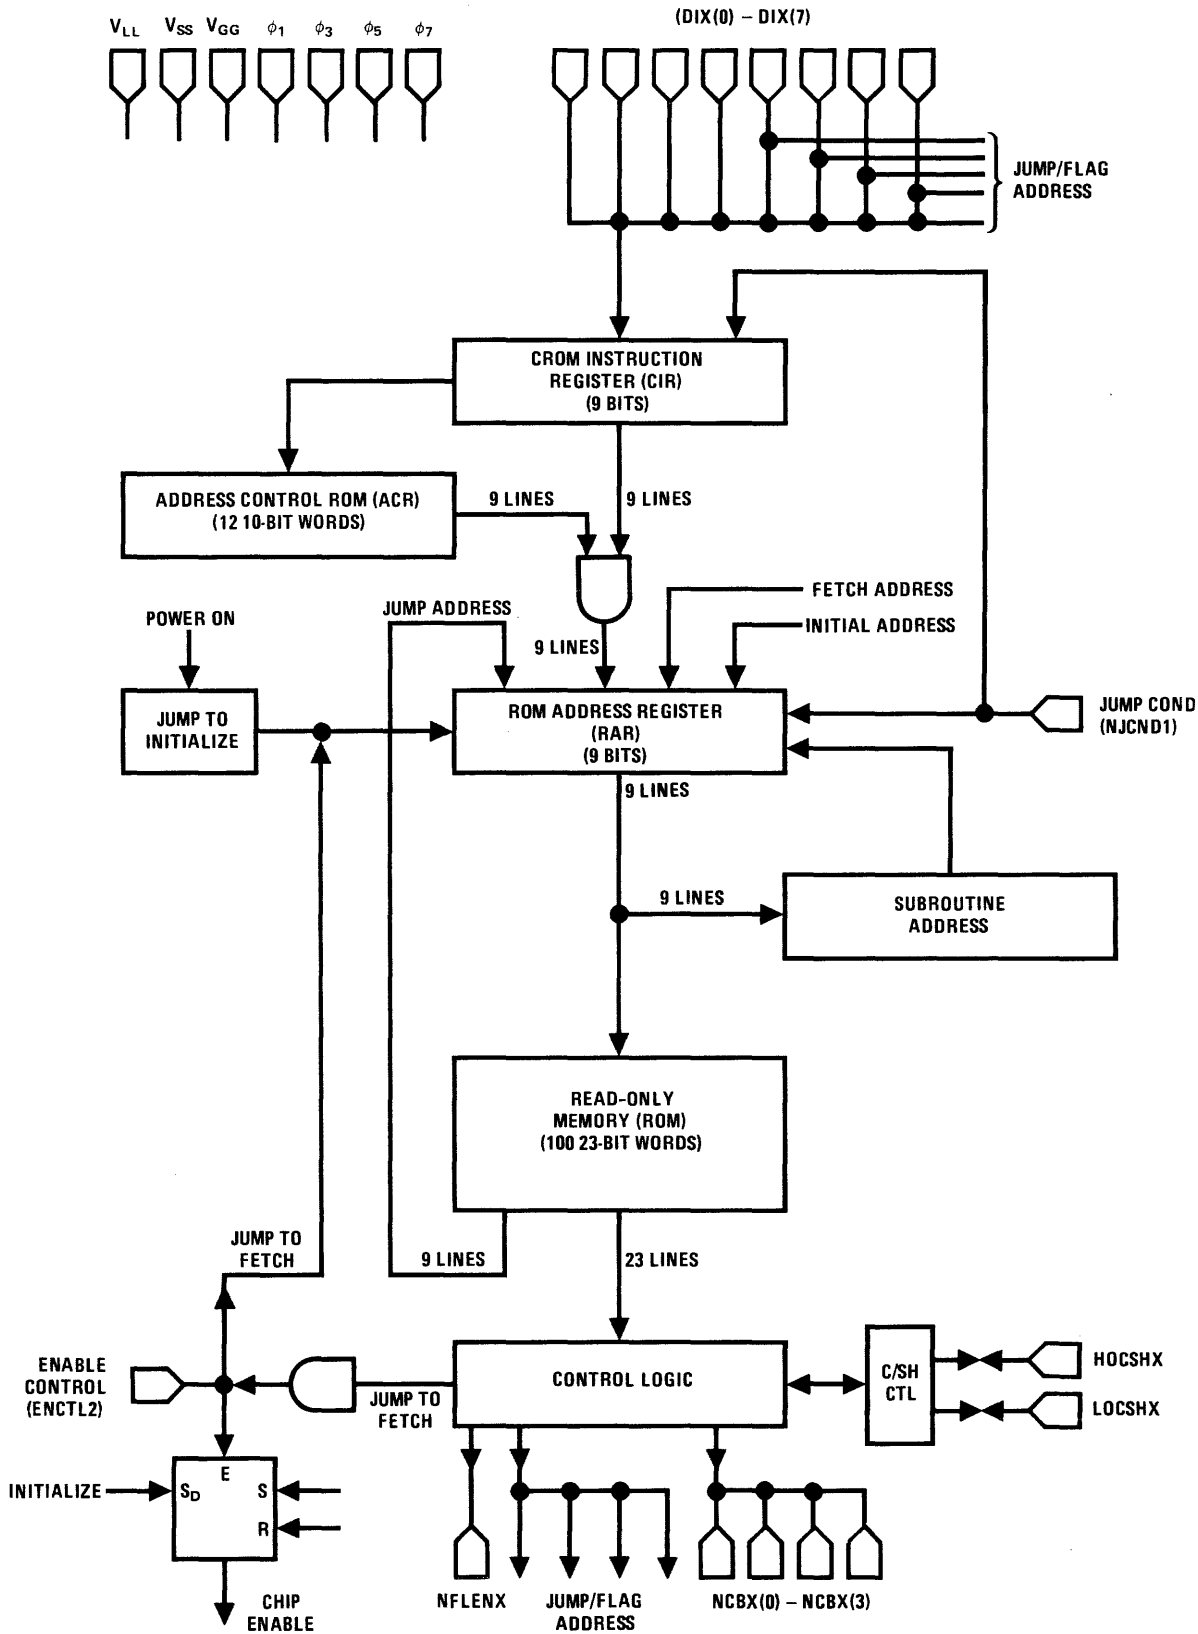 V_LL V_SS V_GG ϕ1 ϕ3 ϕ5 ϕ7
(DIX(0) – DIX(7)
JUMP/FLAG
ADDRESS
CROM INSTRUCTION
REGISTER (CIR)
(9 BITS)
ADDRESS CONTROL ROM (ACR)
(12 10-BIT WORDS)
9 LINES
9 LINES
FETCH ADDRESS
JUMP ADDRESS
POWER ON
INITIAL ADDRESS
9 LINES
JUMP TO
INITIALIZE
ROM ADDRESS REGISTER
(RAR)
(9 BITS)
JUMP COND
(NJCND1)
9 LINES
9 LINES
SUBROUTINE
ADDRESS
READ-ONLY
MEMORY (ROM)
(100 23-BIT WORDS)
JUMP TO
FETCH
9 LINES
23 LINES
ENABLE
CONTROL
(ENCTL2)
JUMP TO
FETCH
CONTROL LOGIC
C/SH
CTL
HOCSHX
LOCSHX
INITIALIZE
E
S_D
S
R
CHIP
ENABLE
NFLENX
JUMP/FLAG
ADDRESS
NCBX(0) – NCBX(3)